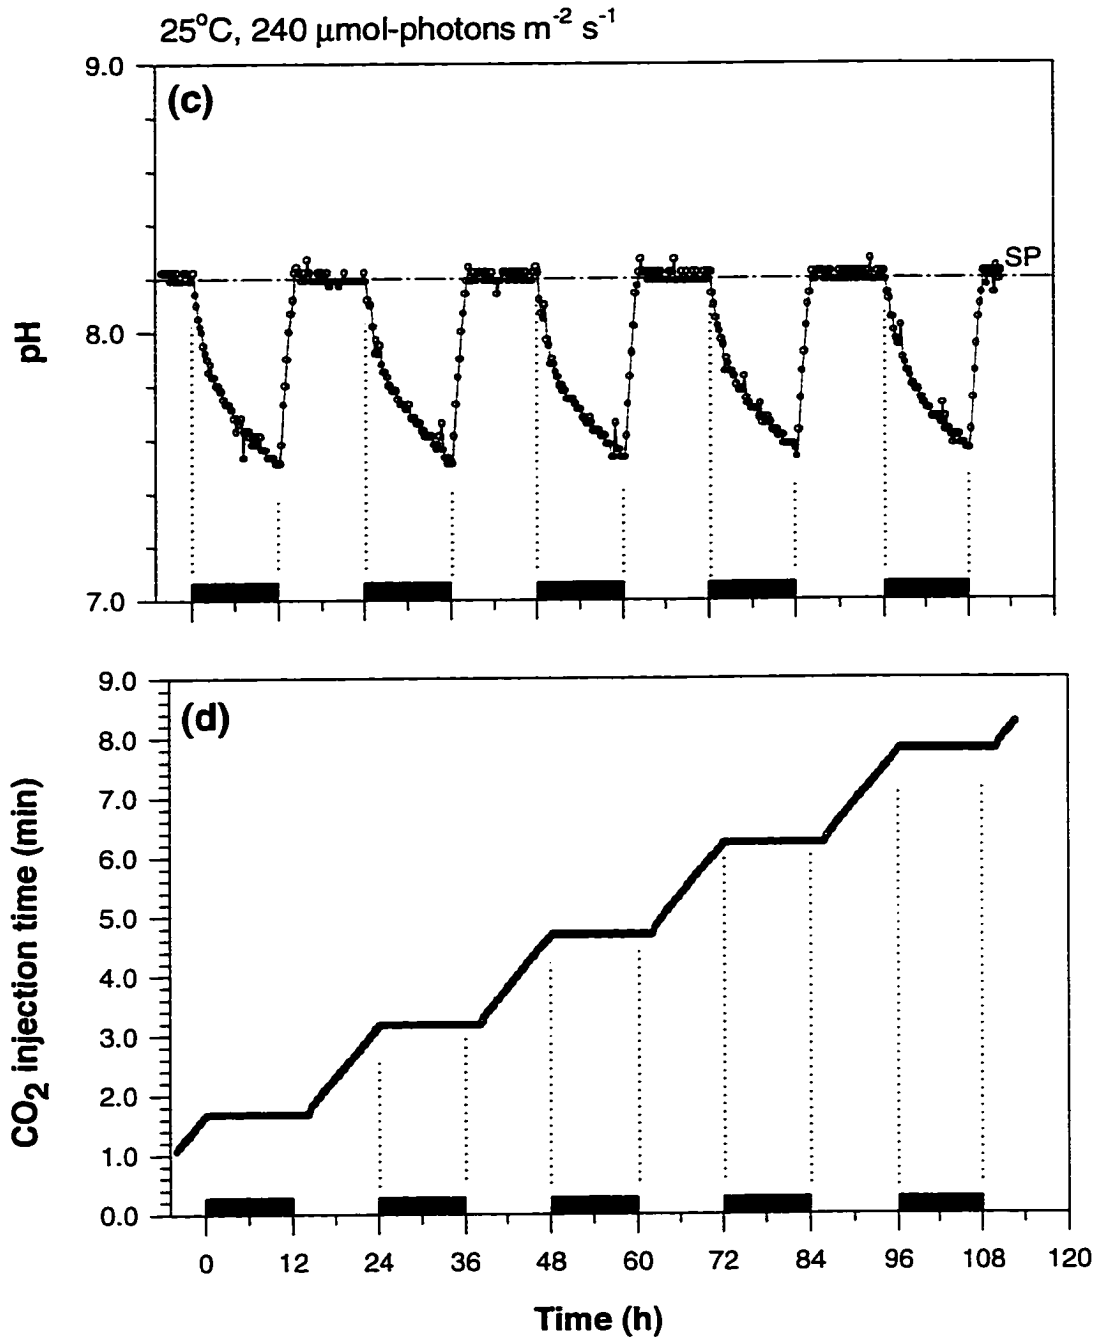 25°C, 240 μmol-photons m⁻² s⁻¹
9.0
(c)
SP
8.0
pH
7.0
9.0
(d)
8.0
7.0
6.0
5.0
4.0
3.0
2.0
1.0
0.0
CO₂ injection time (min)
0 12 24 36 48 60 72 84 96 108 120
Time (h)